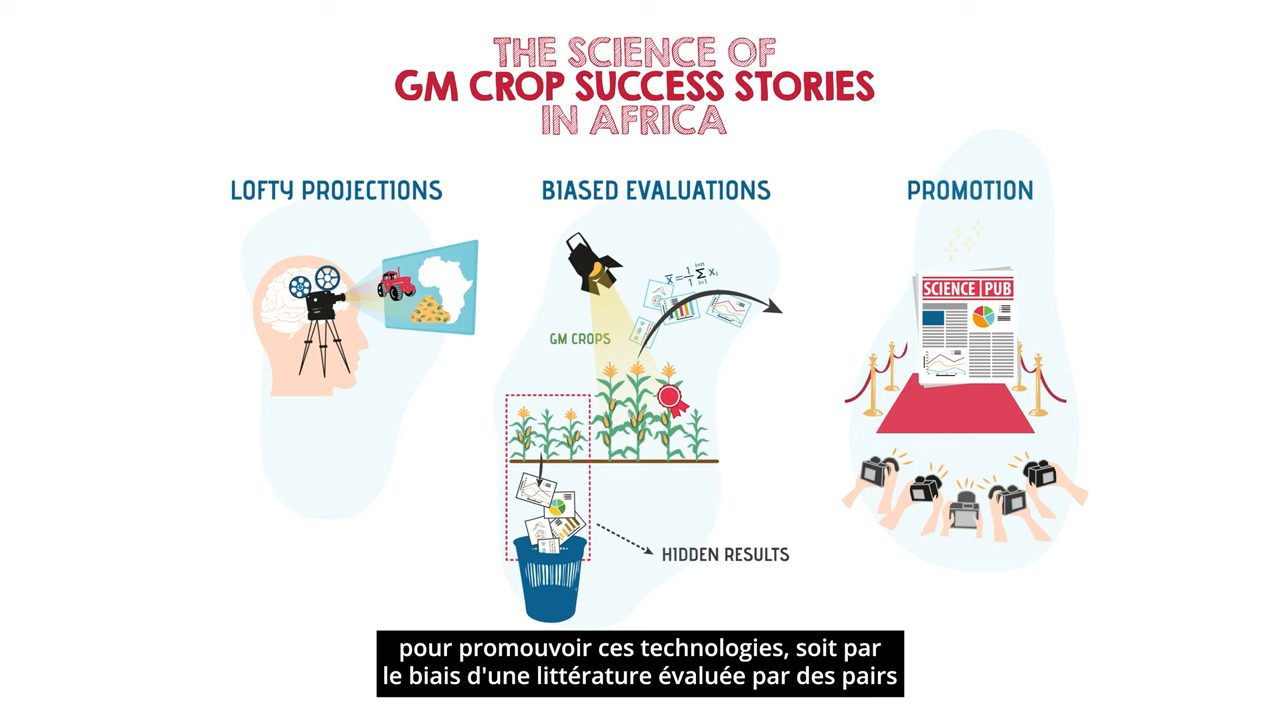 THE SCIENCE OF
GM CROP SUCCESS STORIES
IN AFRICA
LOFTY PROJECTIONS
BIASED EVALUATIONS
PROMOTION
GM CROPS
SCIENCE PUB
HIDDEN RESULTS
pour promouvoir ces technologies, soit par
le biais d'une littérature évaluée par des pairs